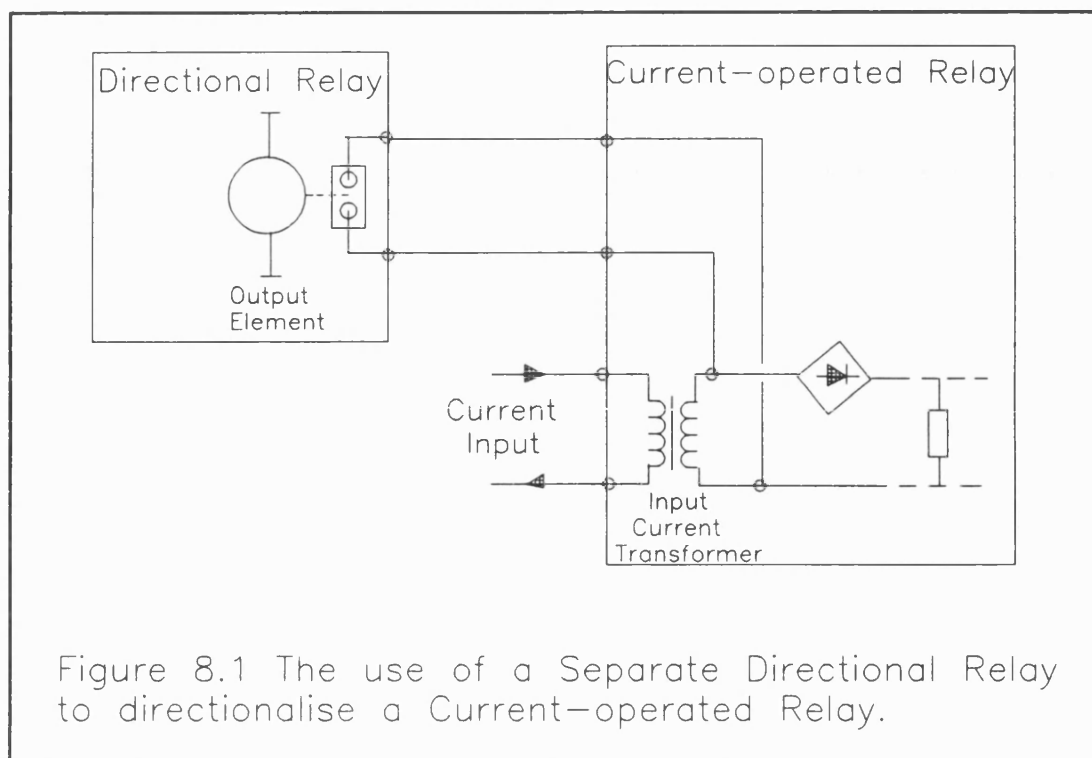 Directional Relay
Current-operated Relay
Output
Element
Current
Input
Input
Current
Transformer
Figure 8.1 The use of a Separate Directional Relay
to directionalise a Current-operated Relay.